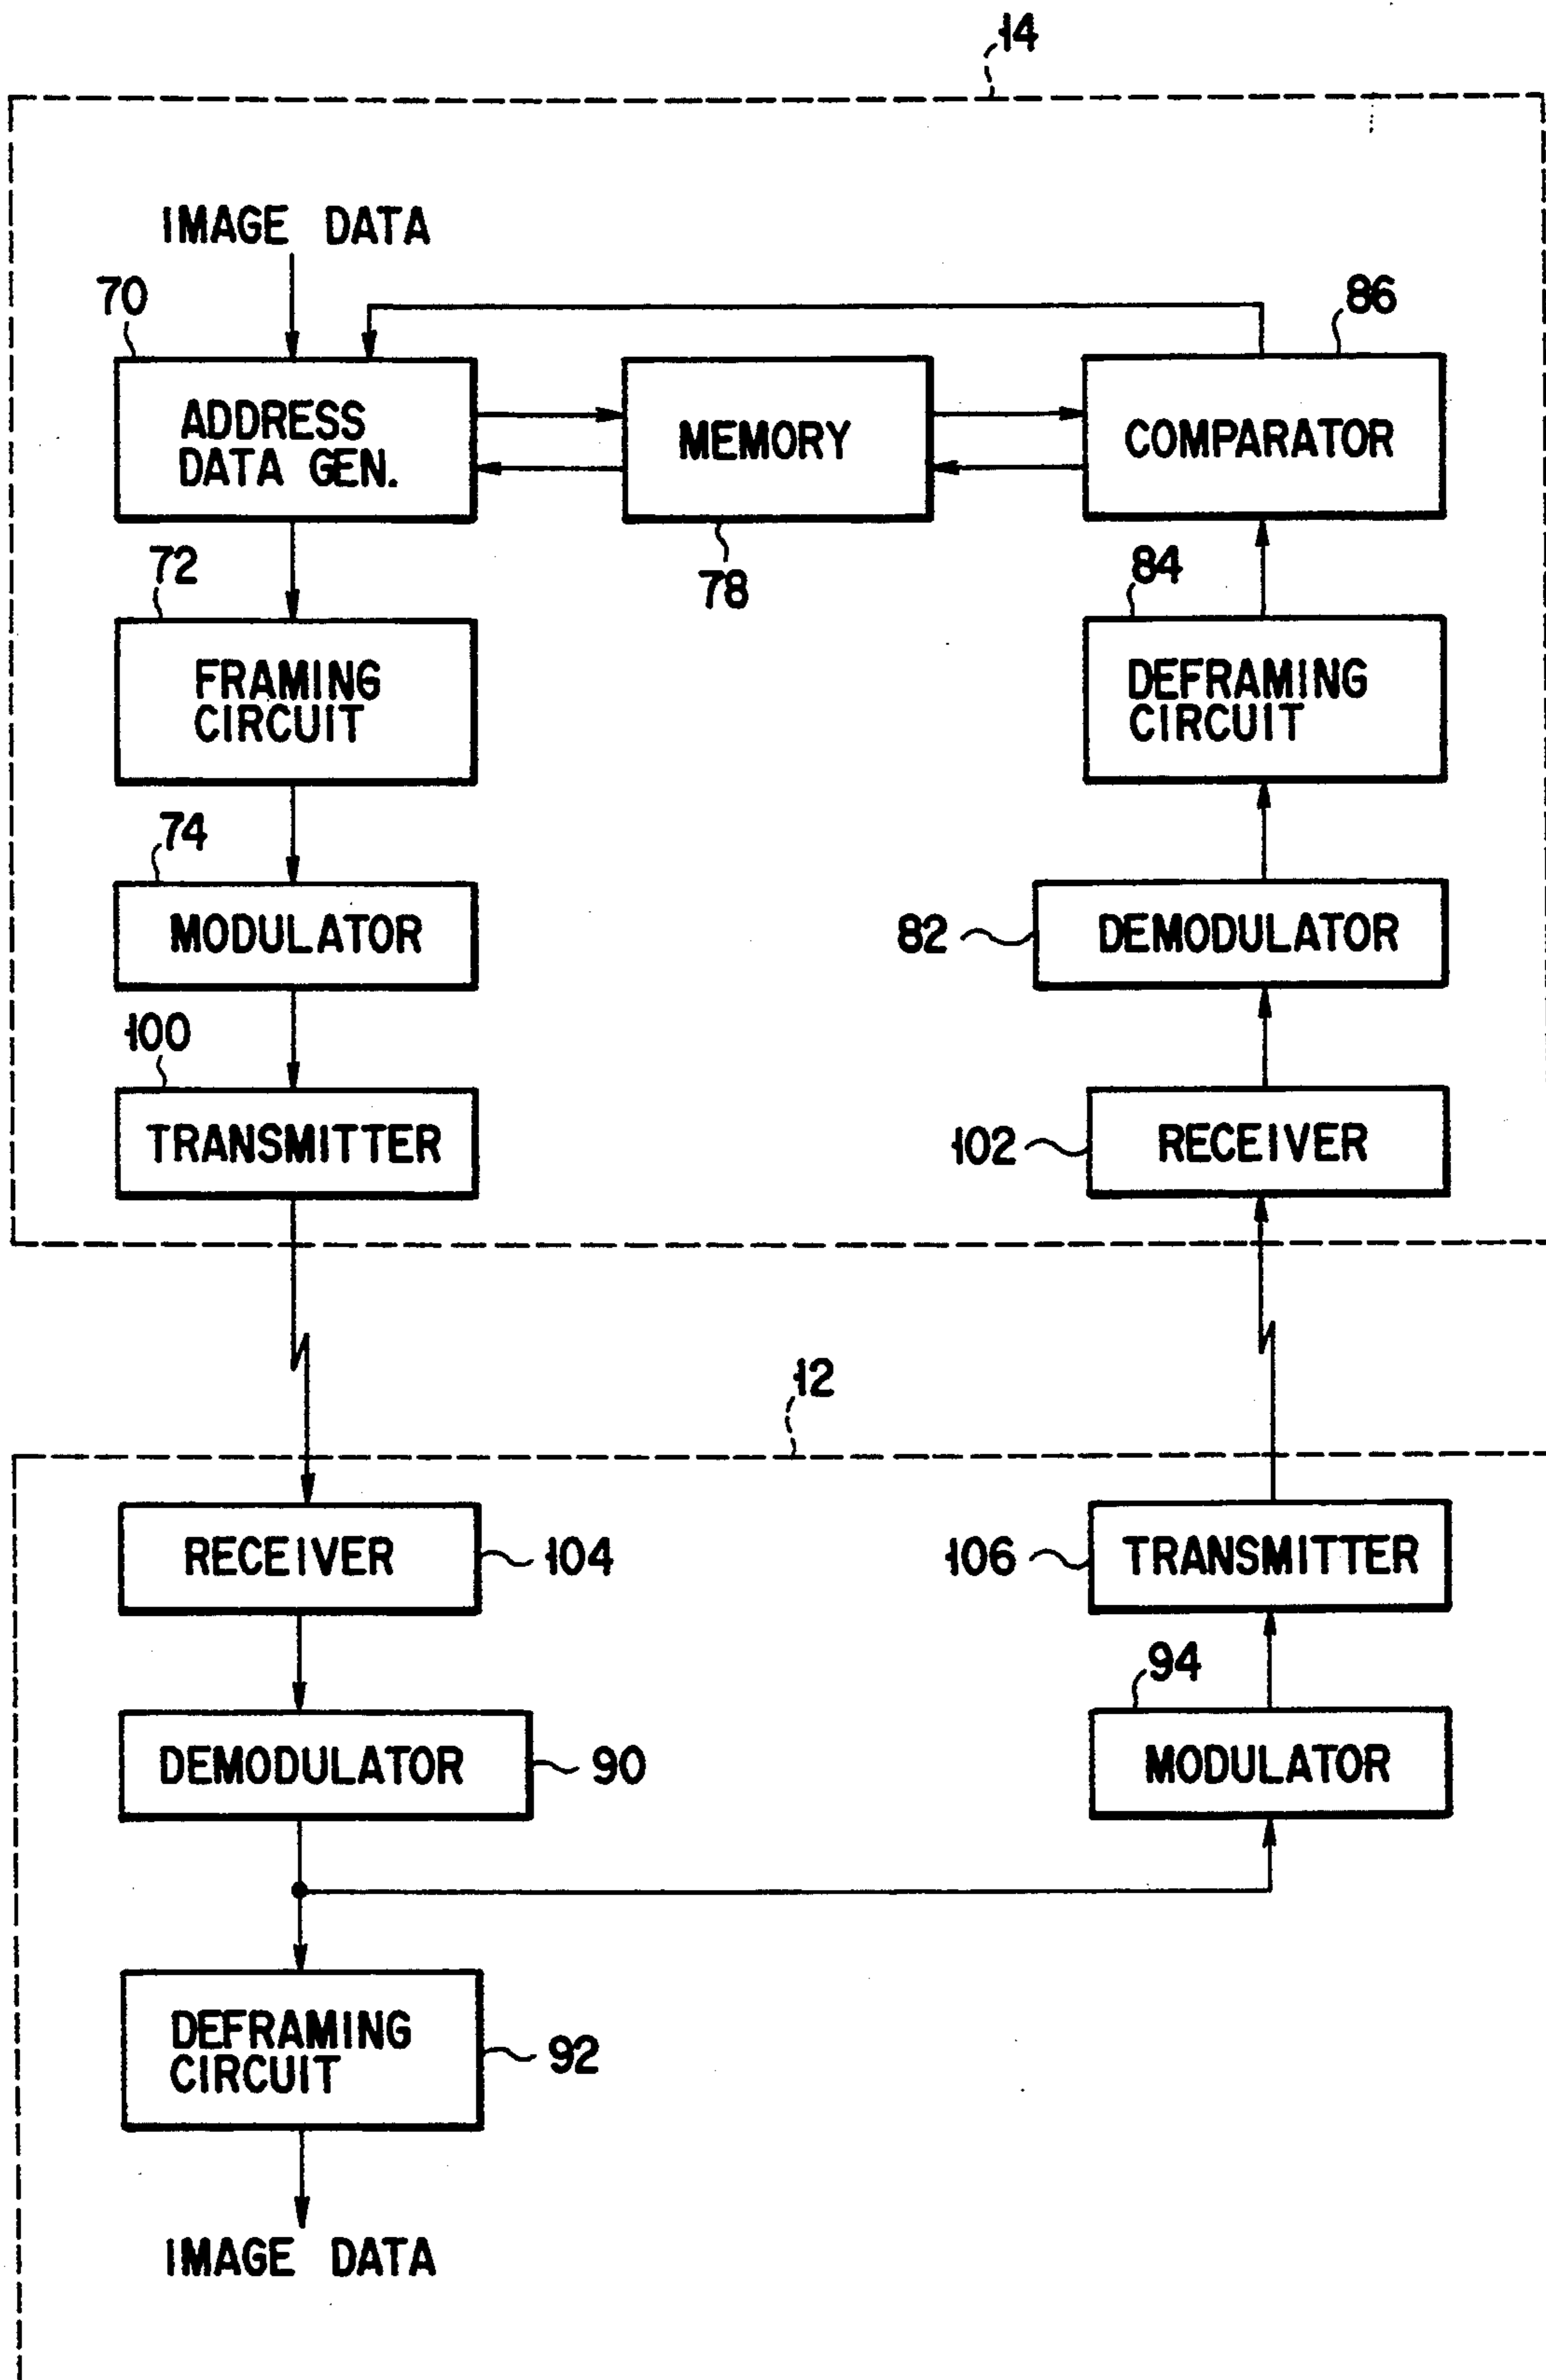 14
IMAGE DATA
70
86
ADDRESS
DATA GEN.
MEMORY
COMPARATOR
72
78
84
FRAMING
CIRCUIT
DEFRAMING
CIRCUIT
74
MODULATOR
82
DEMODULATOR
100
TRANSMITTER
102
RECEIVER
12
RECEIVER
104
106
TRANSMITTER
94
DEMODULATOR
90
MODULATOR
DEFRAMING
CIRCUIT
92
IMAGE DATA